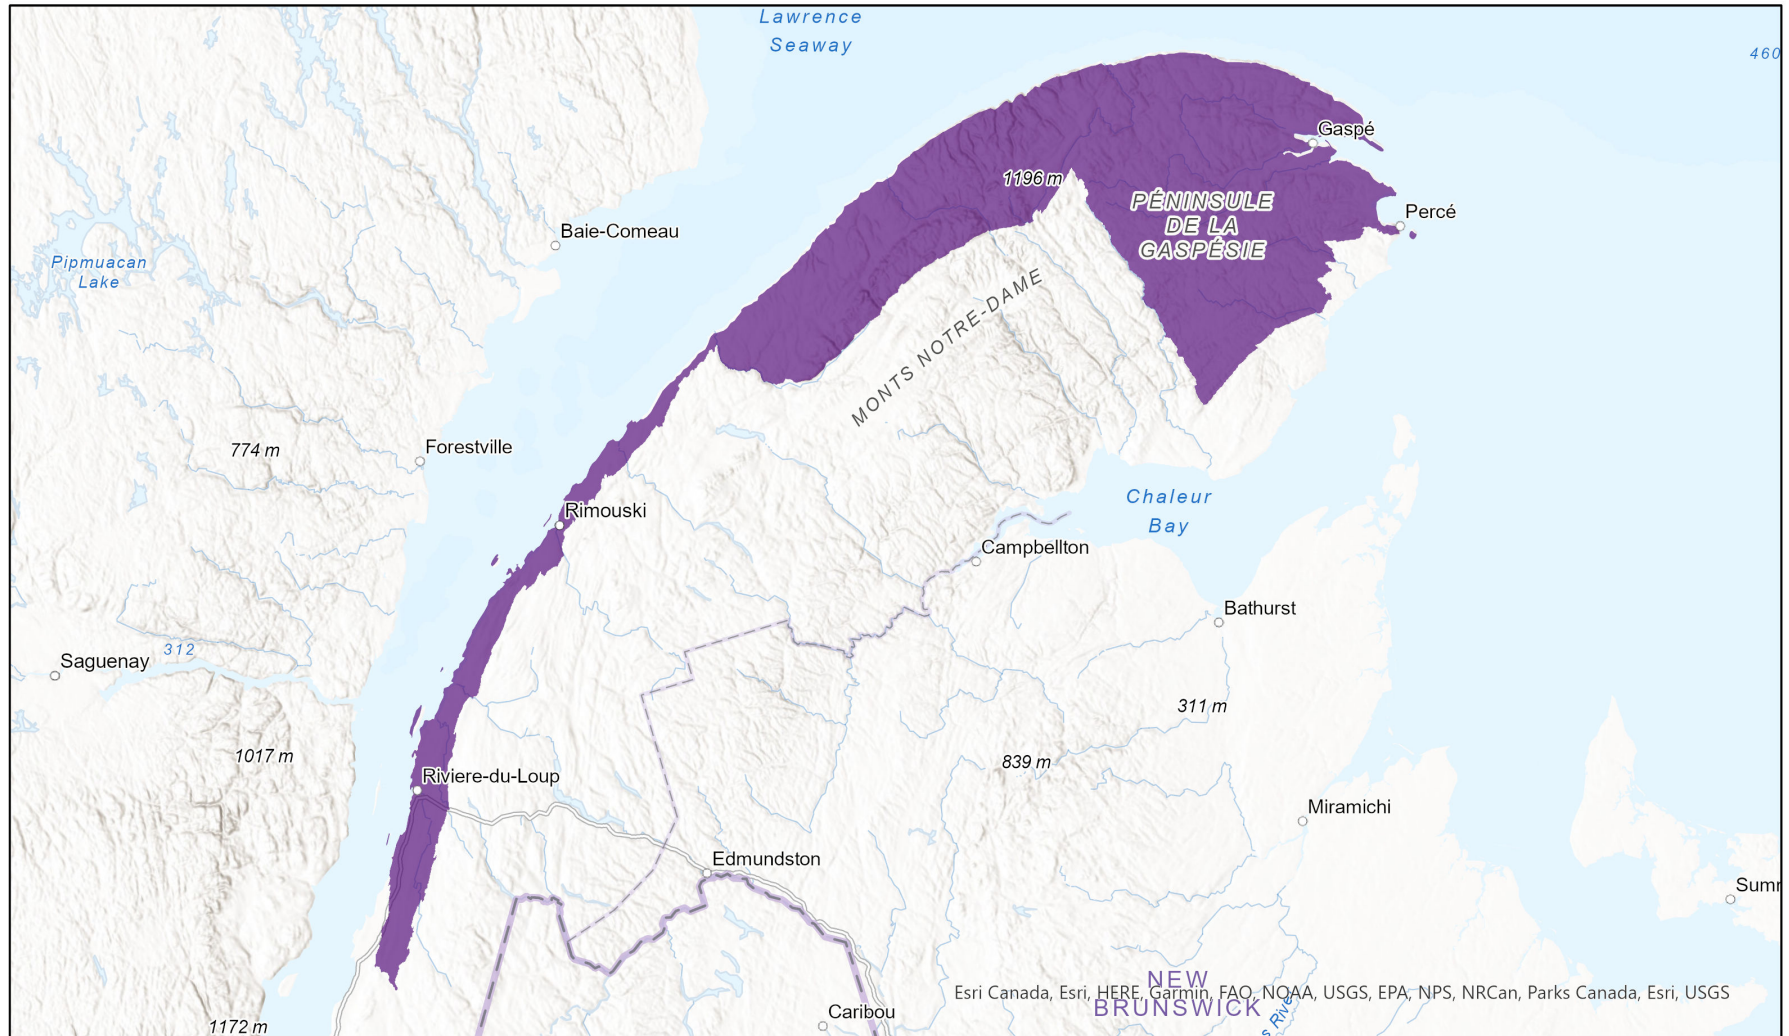 Lawrence
Seaway
460
Gaspé
1196 m
PÉNINSULE
DE LA
GASPÉSIE
Percé
Baie-Comeau
Pipmuacan
Lake
MONTS NOTRE-DAME
774 m
Forestville
Rimouski
Chaleur
Bay
Campbellton
Bathurst
312
Saguenay
311 m
1017 m
839 m
Riviere-du-Loup
Miramichi
Edmundston
NEW
BRUNSWICK
Esri Canada, Esri, HERE, Garmin, FAO, NOAA, USGS, EPA, NPS, NRCan, Parks Canada, Esri, USGS
Caribou
1172 m